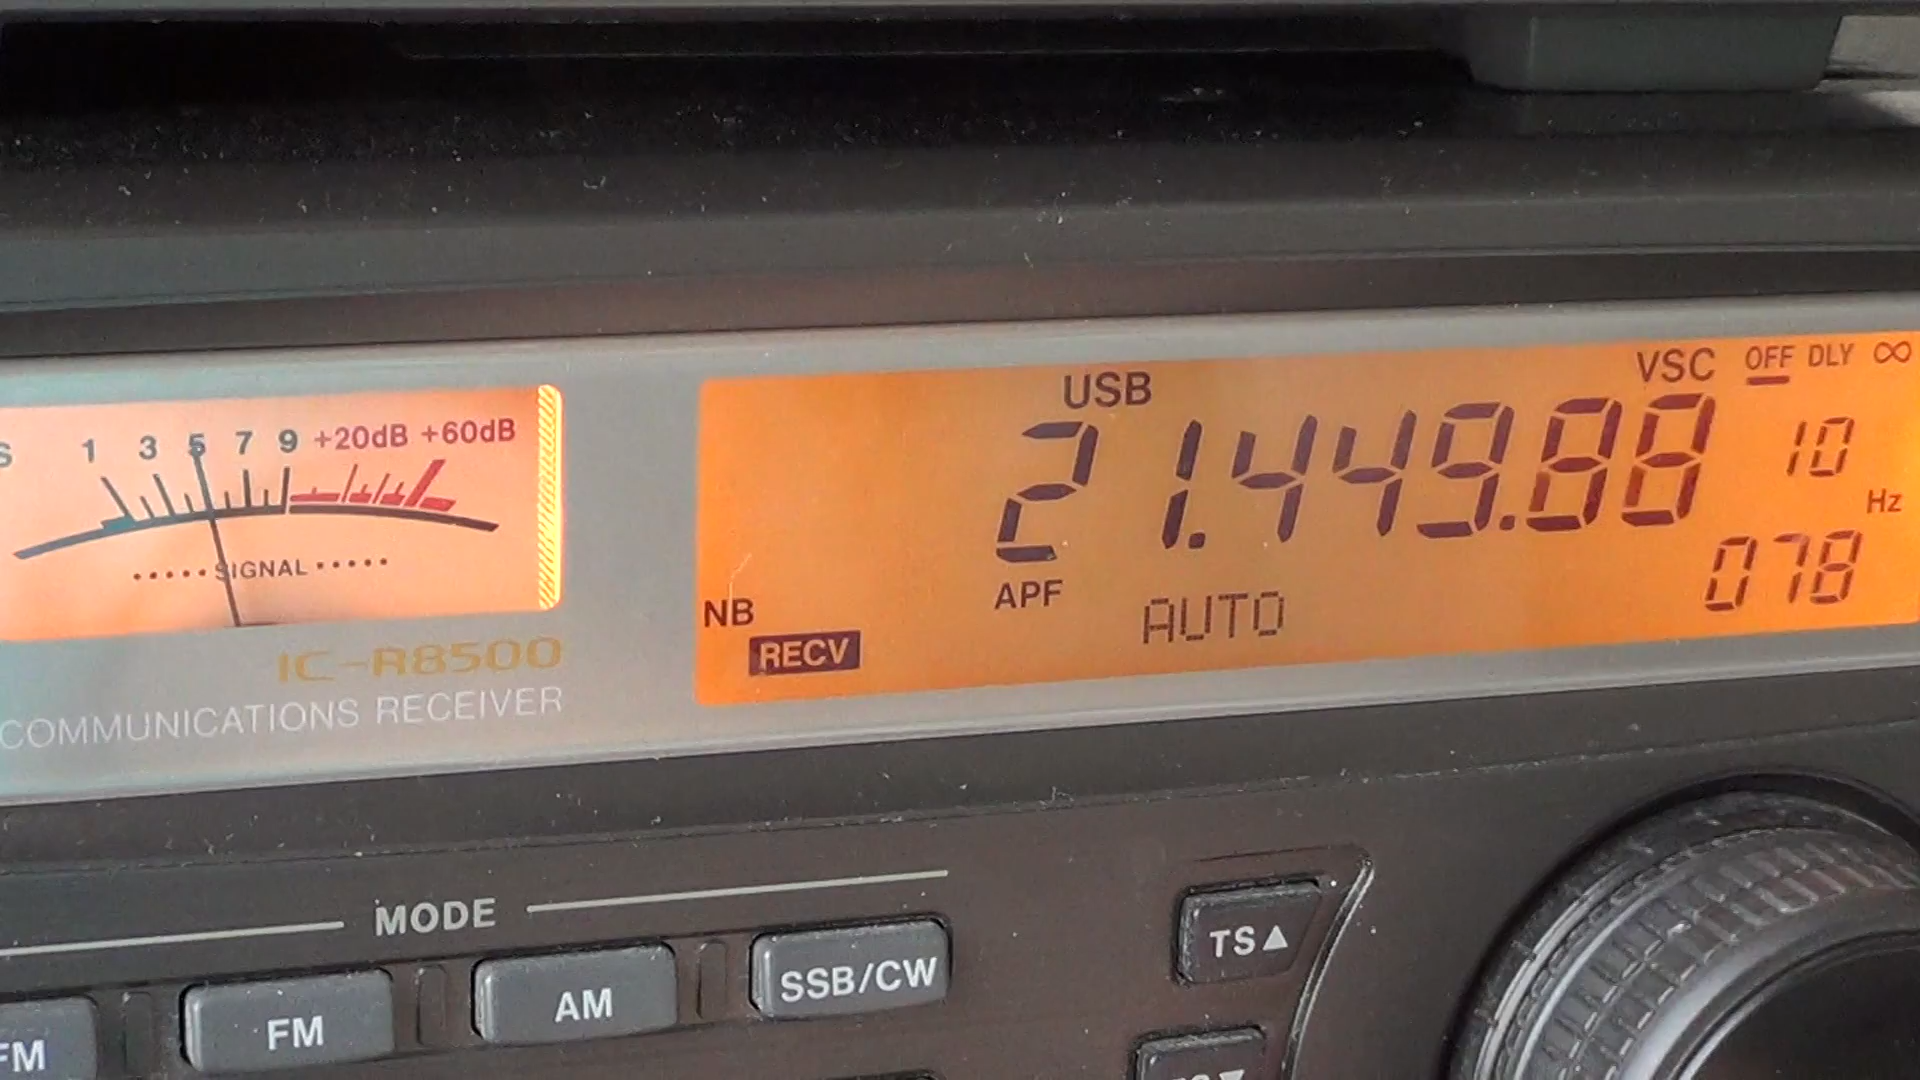 S 1 3 5 7 9 +20dB +60dB
SIGNAL
IC-R8500
COMMUNICATIONS RECEIVER
VSC OFF DLY ∞
USB
21.449.88 10
Hz
APF
AUTO 078
NB
RECV
MODE
FM
FM
AM
SSB/CW
TS▲